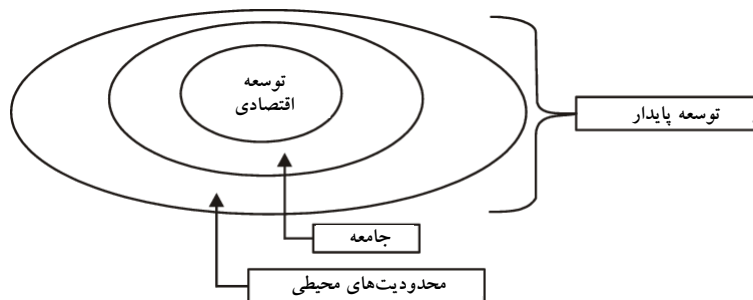 توسعه
اقتصادی
توسعه پایدار
جامعه
محدودیت‌های محیطی